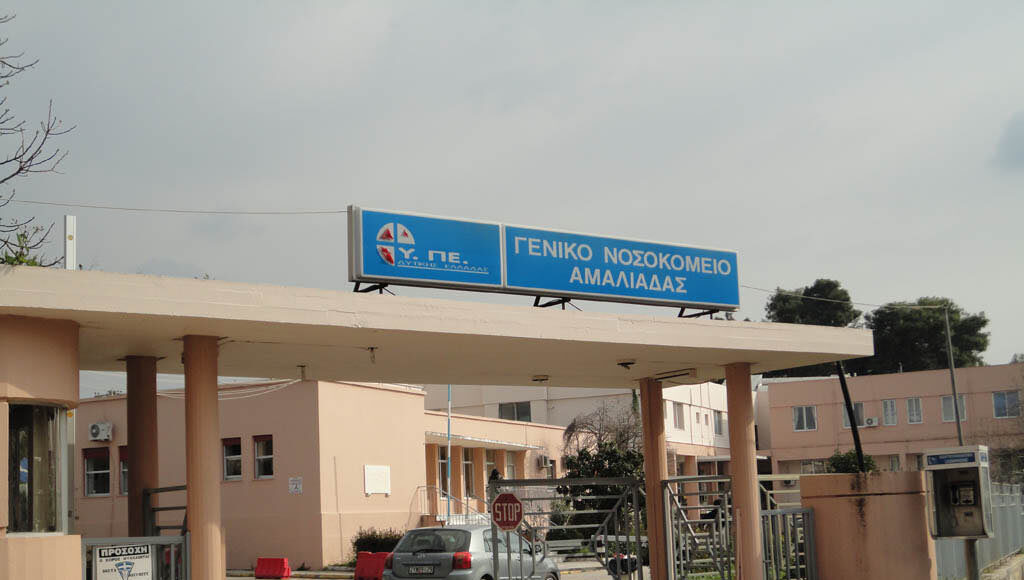 Υ. ΠΕ.
ΔΥΤΙΚΗΣ ΕΛΛΑΔΑΣ
ΓΕΝΙΚΟ ΝΟΣΟΚΟΜΕΙΟ
ΑΜΑΛΙΑΔΑΣ
STOP
ΠΡΟΣΟΧΗ